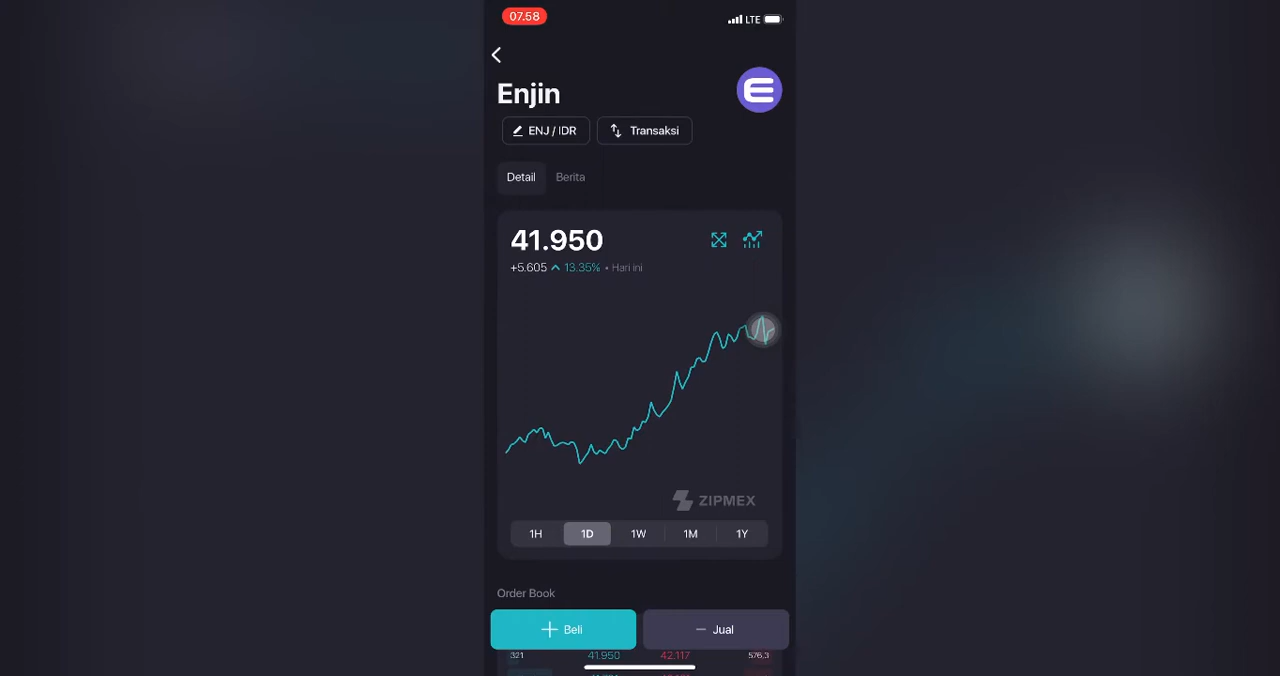 07.58 LTE
Enjin
ENJ / IDR Transaksi
Detail Berita
41.950
+5.605 13.35% • Hari ini
ZIPMEX
1H 1D 1W 1M 1Y
Order Book
Beli Jual
321 41.950 42.117 576,3